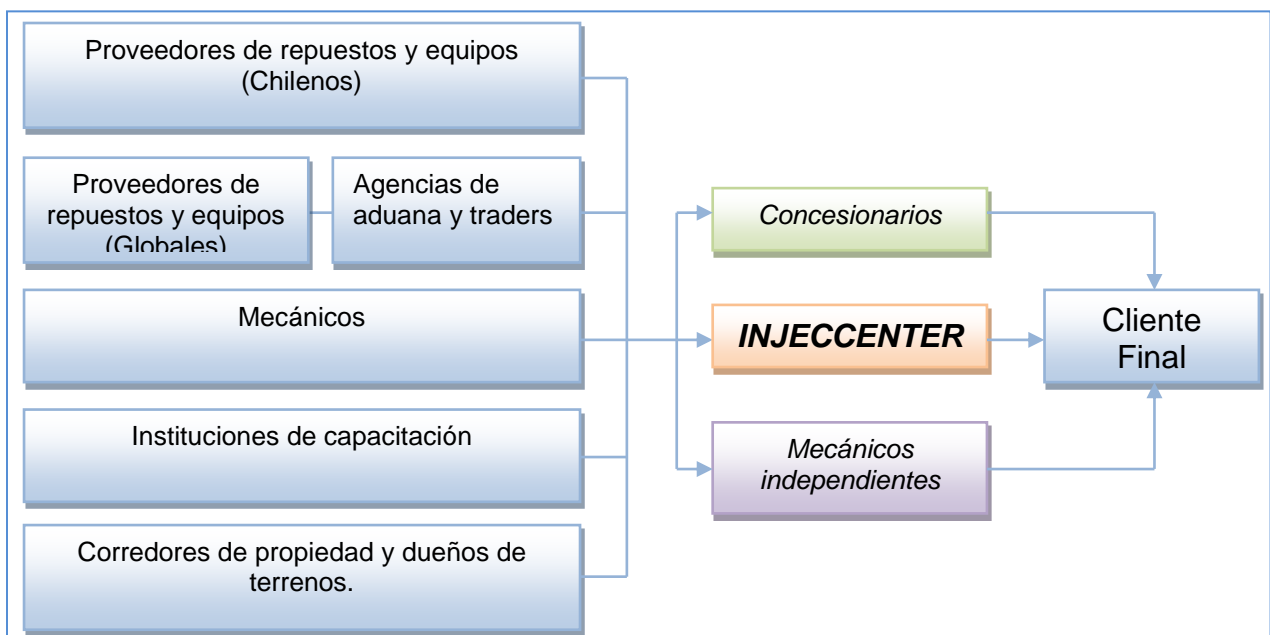 Proveedores de repuestos y equipos
(Chilenos)
Proveedores de
repuestos y equipos
(Globales)
Agencias de
aduana y traders
Mecánicos
Instituciones de capacitación
Corredores de propiedad y dueños de
terrenos.
Concesionarios
INJECCENTER
Mecánicos
independientes
Cliente
Final